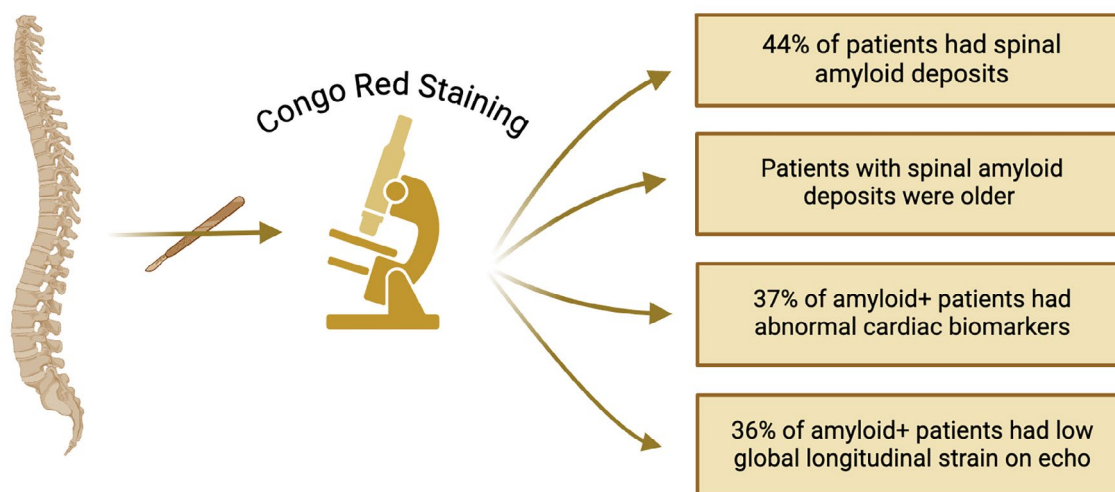 Congo Red Staining
44% of patients had spinal
amyloid deposits
Patients with spinal amyloid
deposits were older
37% of amyloid+ patients had
abnormal cardiac biomarkers
36% of amyloid+ patients had low
global longitudinal strain on echo